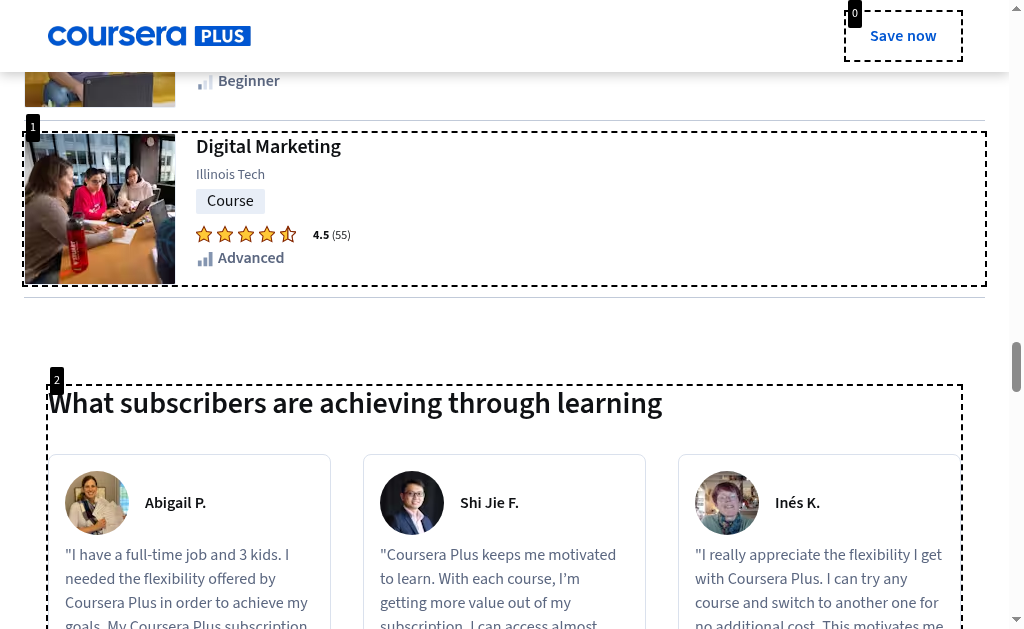 coursera PLUS
0
Save now
Beginner
1
Digital Marketing
Illinois Tech
Course
4.5 (55)
Advanced
2
What subscribers are achieving through learning
Abigail P.
"I have a full-time job and 3 kids. I
needed the flexibility offered by
Coursera Plus in order to achieve my
goals. My Coursera Plus subscription
Shi Jie F.
"Coursera Plus keeps me motivated
to learn. With each course, I'm
getting more value out of my
subscription. I can access almost
Inés K.
"I really appreciate the flexibility I get
with Coursera Plus. I can try any
course and switch to another one for
no additional cost. This motivates me